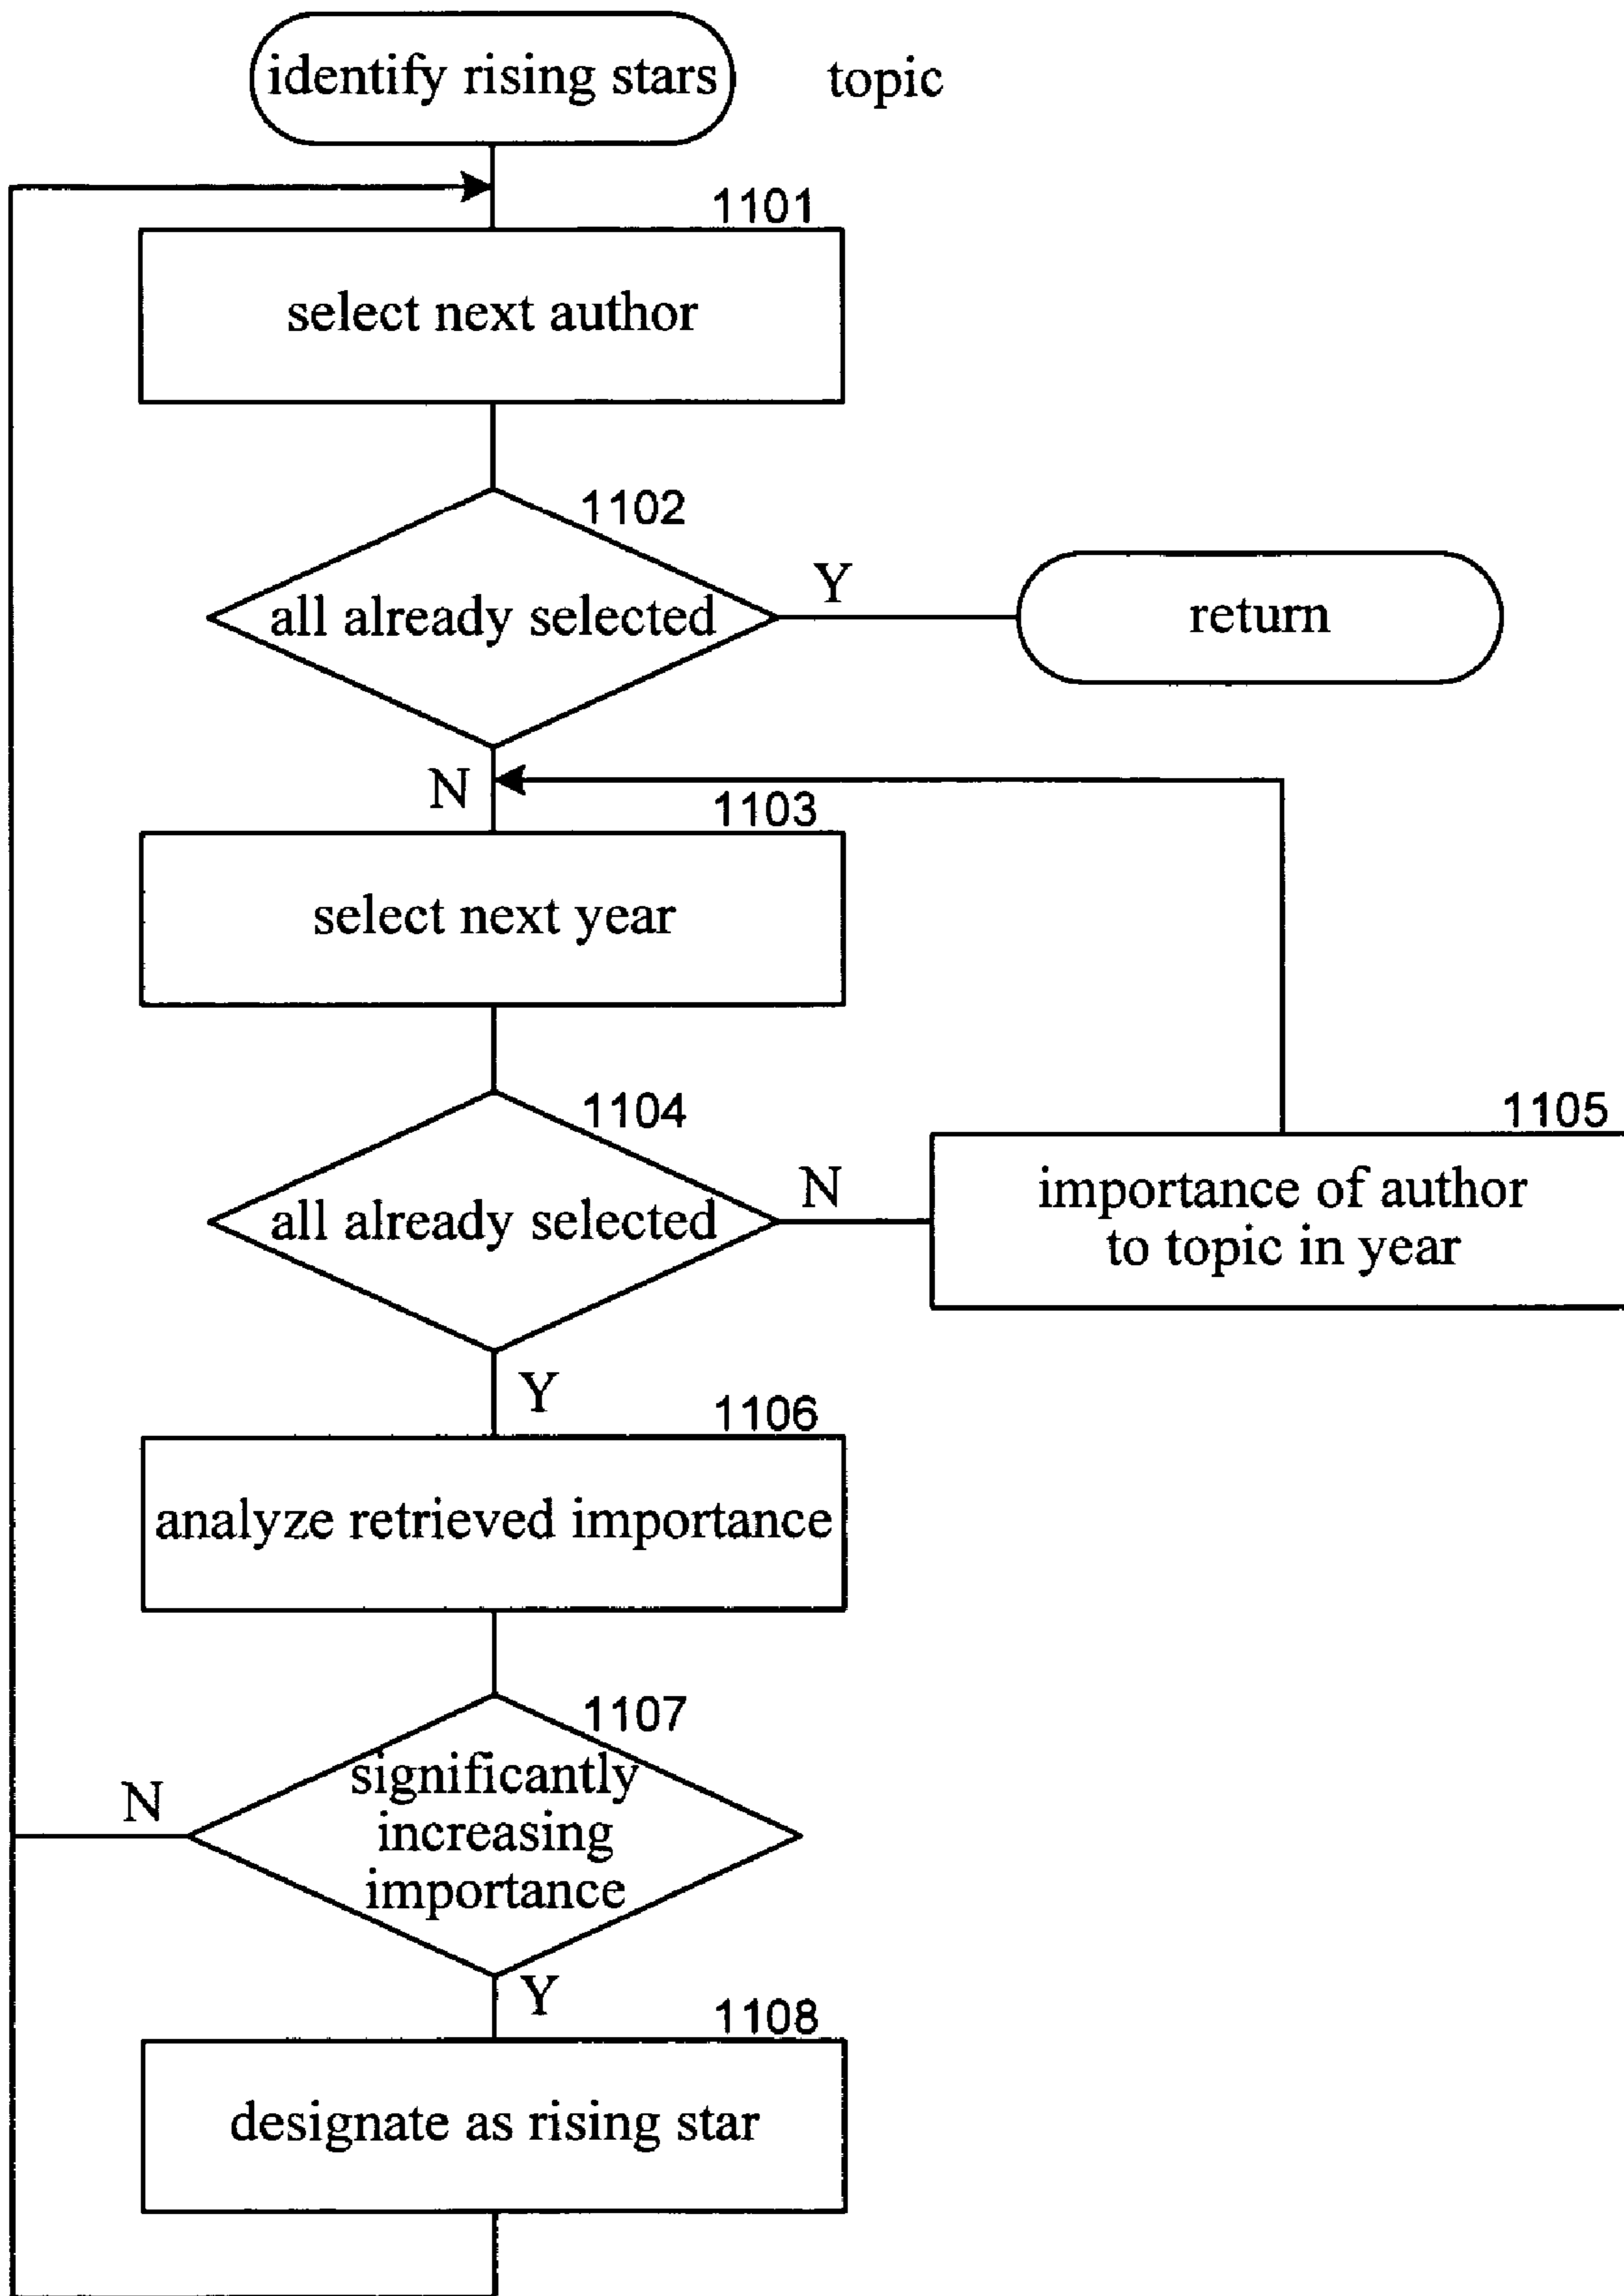 identify rising stars
topic
1101
select next author
1102
all already selected
Y
return
N
1103
select next year
1104
all already selected
N
1105
importance of author
to topic in year
Y
1106
analyze retrieved importance
1107
significantly
increasing
importance
N
Y
1108
designate as rising star